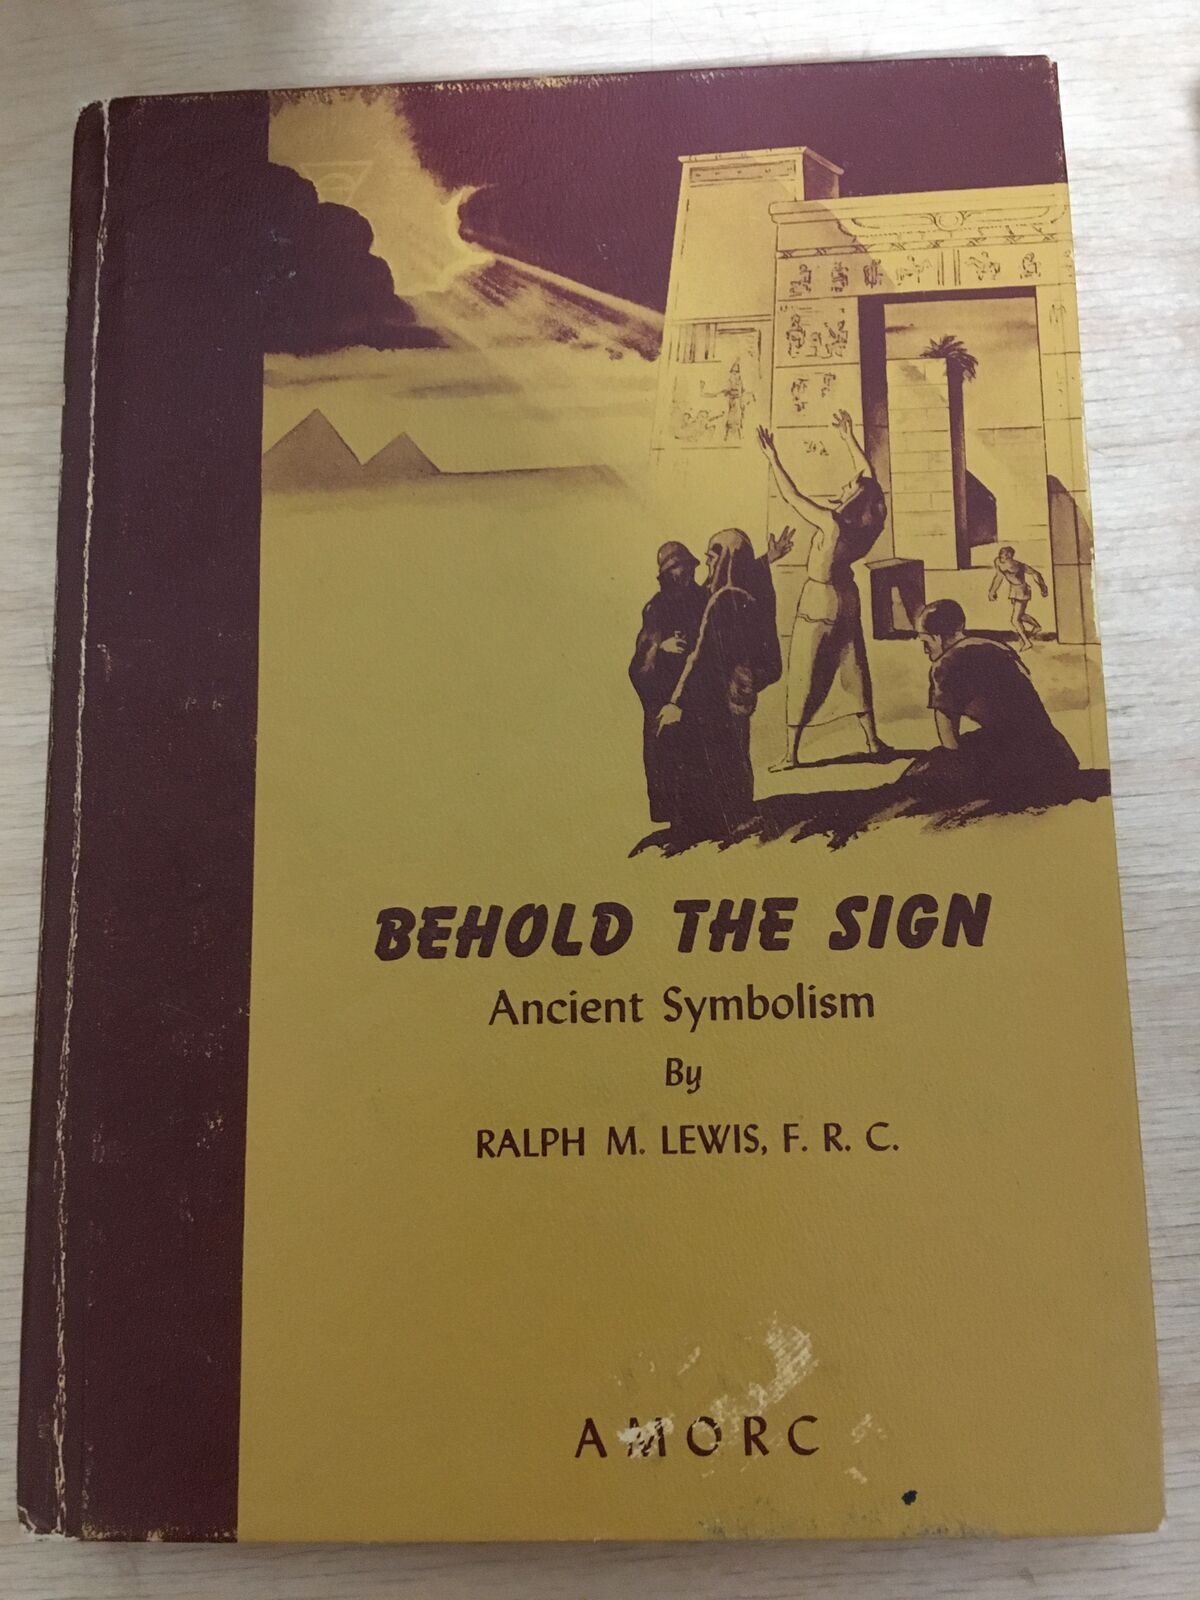 BEHOLD THE SIGN
Ancient Symbolism
By
RALPH M. LEWIS, F. R. C.
AMORC